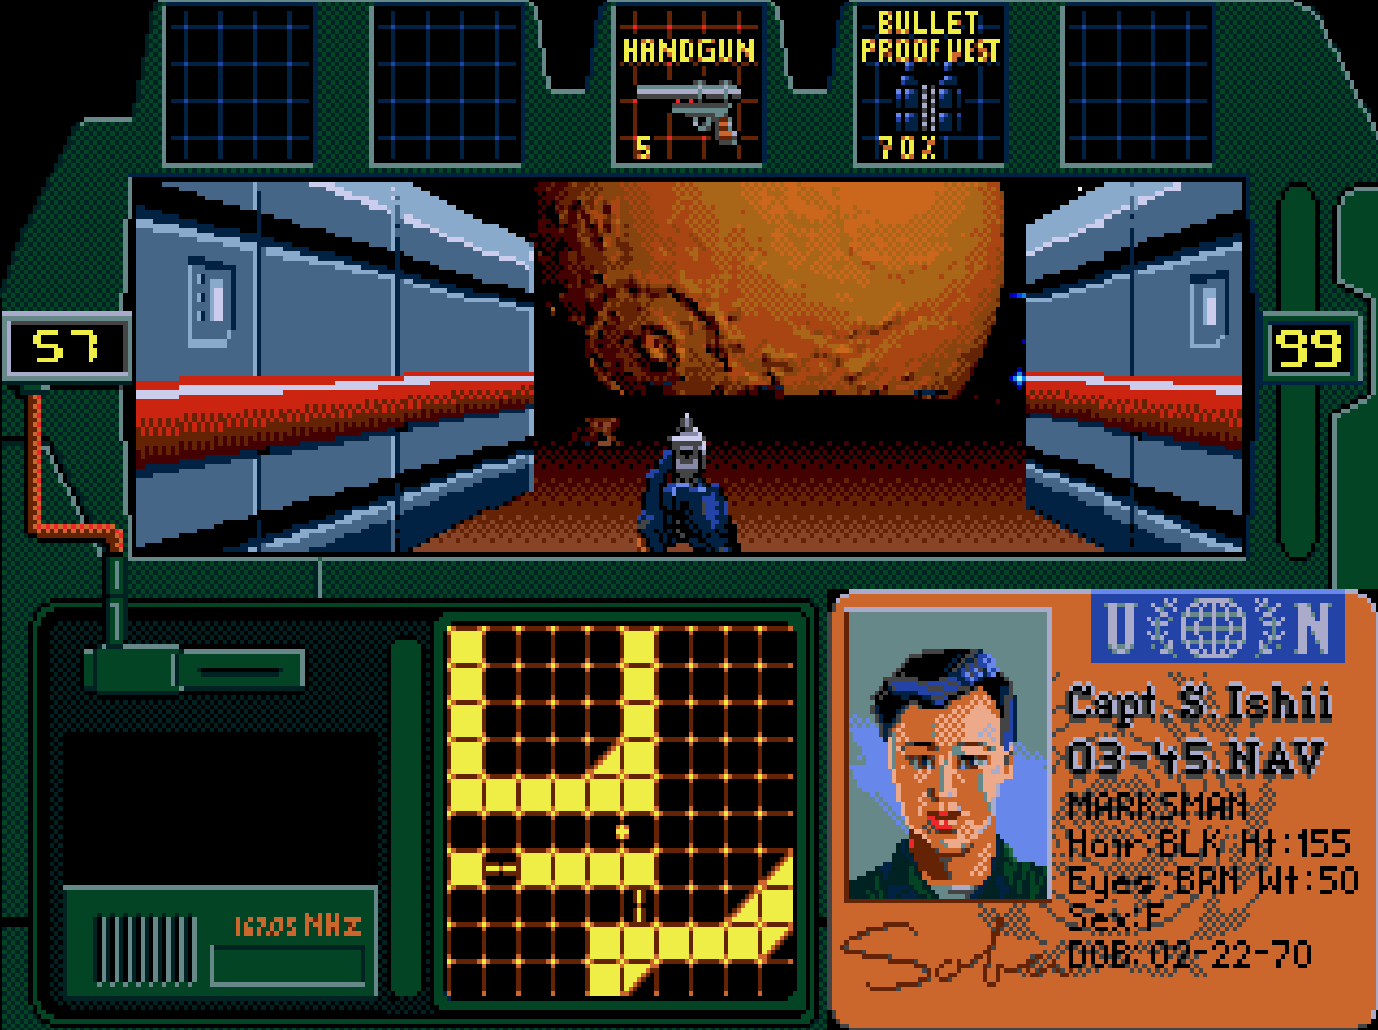 HANDGUN
5
BULLET
PROOF VEST
70%
57
99
167.05 MHz
U N
Capt.S.Ishii
03-45.NAV
MARKSMAN
Hair:BLK Ht:155
Eyes:BRN Wt:50
Sex:F
DOB:02-22-70